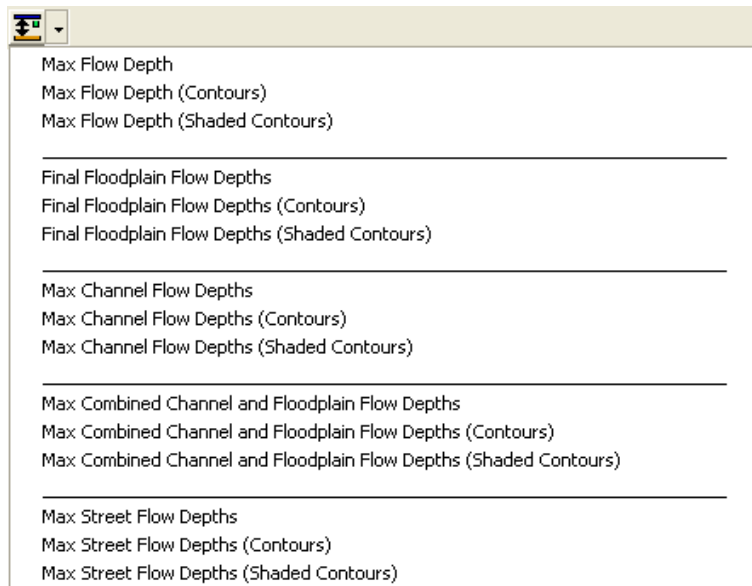 Max Flow Depth
Max Flow Depth (Contours)
Max Flow Depth (Shaded Contours)
Final Floodplain Flow Depths
Final Floodplain Flow Depths (Contours)
Final Floodplain Flow Depths (Shaded Contours)
Max Channel Flow Depths
Max Channel Flow Depths (Contours)
Max Channel Flow Depths (Shaded Contours)
Max Combined Channel and Floodplain Flow Depths
Max Combined Channel and Floodplain Flow Depths (Contours)
Max Combined Channel and Floodplain Flow Depths (Shaded Contours)
Max Street Flow Depths
Max Street Flow Depths (Contours)
Max Street Flow Depths (Shaded Contours)